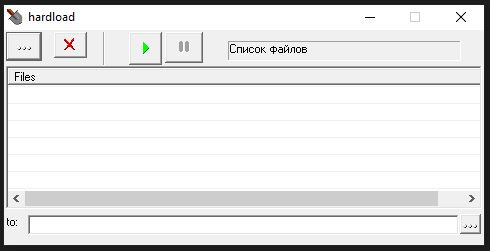 hardload
...
Список файлов
Files
to:
...